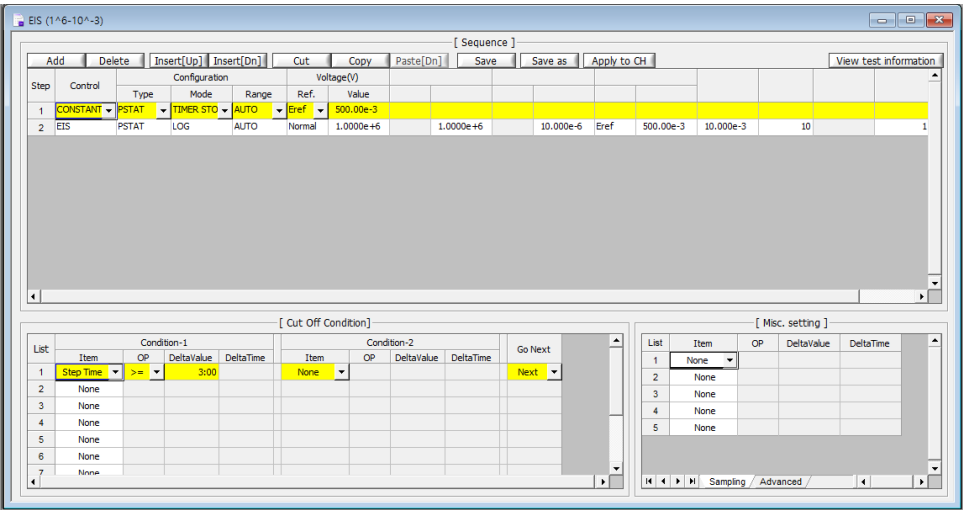 EIS (1^6-10^-3)
[ Sequence ]
Add Delete Insert[Up] Insert[Dn] Cut Copy Paste[Dn] Save Save as Apply to CH View test information
Step Control Configuration Voltage(V)
Type Mode Range Ref. Value
1 CONSTANT PSTAT TIMER STO AUTO Eref 500.00e-3
2 EIS PSTAT LOG AUTO Normal 1.0000e+6 1.0000e+6 10.000e-6 Eref 500.00e-3 10.000e-3 10 1
[ Cut Off Condition]
List Condition-1 Condition-2 Go Next
Item OP DeltaValue DeltaTime Item OP DeltaValue DeltaTime
1 Step Time >= 3:00 None Next
2 None
3 None
4 None
5 None
6 None
7 None
[ Misc. setting ]
List Item OP DeltaValue DeltaTime
1 None
2 None
3 None
4 None
5 None
Sampling Advanced